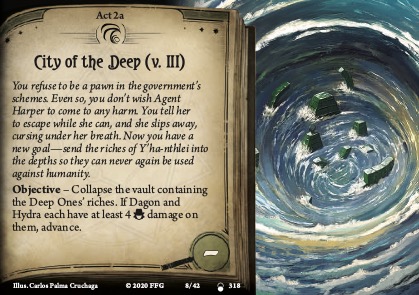 Act 2a
City of the Deep (v. III)
You refuse to be a pawn in the government's
schemes. Even so, you don't wish Agent
Harper to come to any harm. You tell her
to escape while she can, and she slips away,
cursing under her breath. Now you have a
new goal—send the riches of Y'ha-nthlei into
the depths so they can never again be used
against humanity.
Objective – Collapse the vault containing
the Deep Ones' riches. If Dagon and
Hydra each have at least 4 damage on
them, advance.
–
Illus. Carlos Palma Cruchaga © 2020 FFG 8/42 318